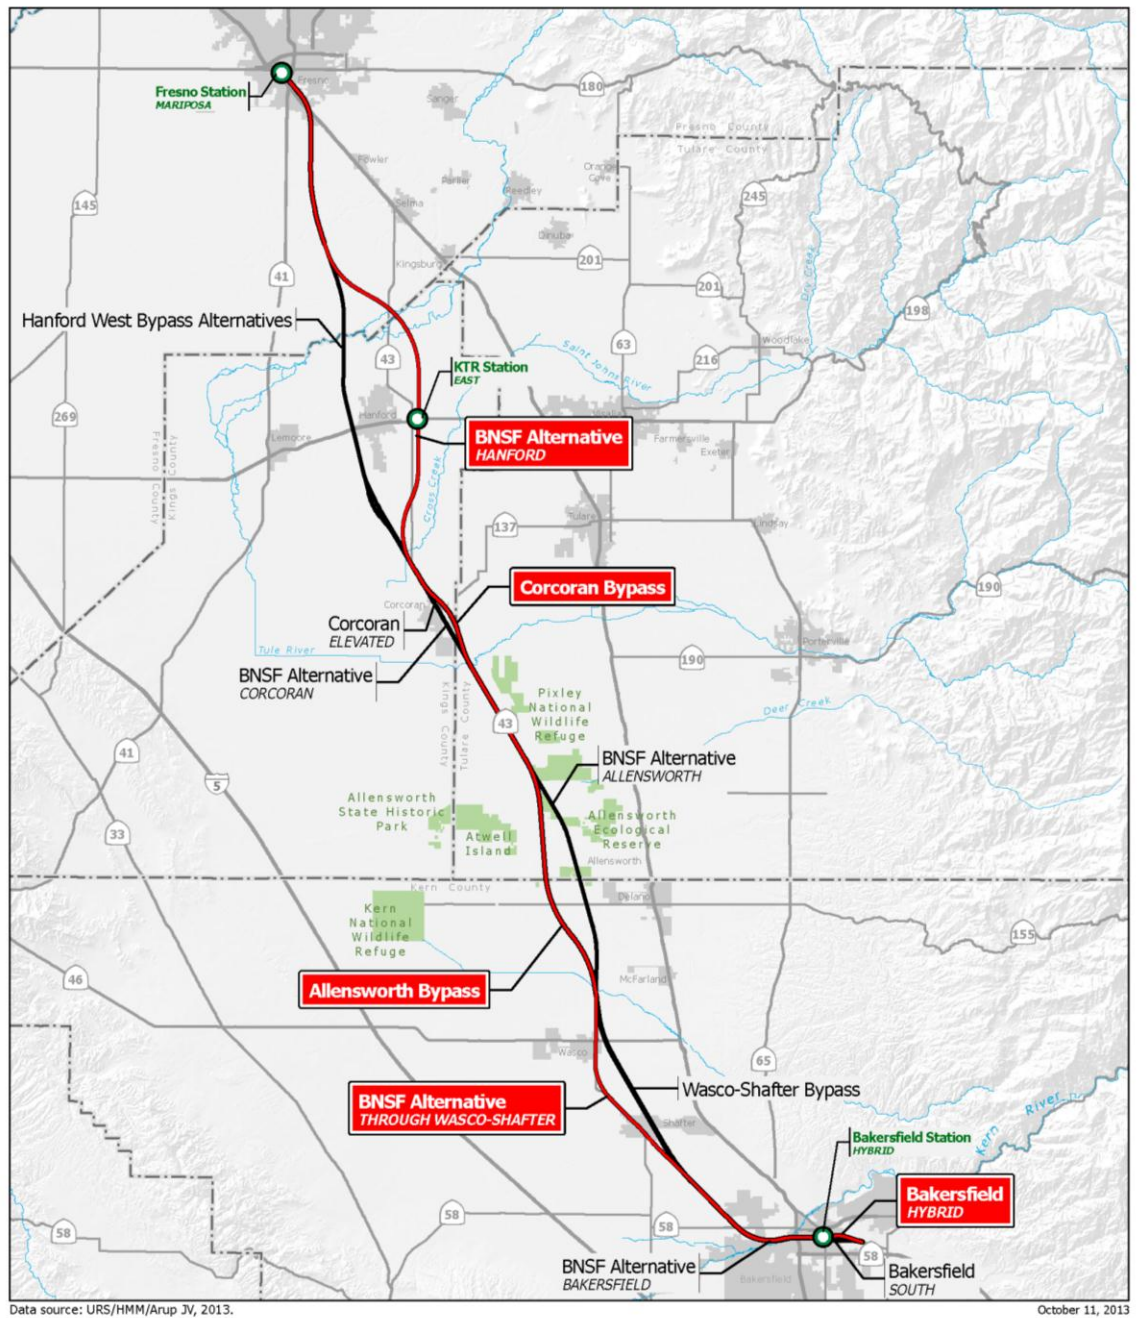 Fresno Station
MARIPOSA
Fresno
180
Sanger
Fresno County
Tulare County
Fowler
Parlier
Reedley
Orange
Cove
145
Selma
245
Dinuba
41
Kingsburg
201
201
Dry Creek
198
Hanford West Bypass Alternatives
43
63
216
Woodlake
Saint Johns River
KTR Station
EAST
269
Hanford
Visalia
Lemoore
BNSF Alternative
HANFORD
Farmersville
Exeter
Fresno County
Kings County
Cross Creek
137
Tulare
Lindsay
190
Corcoran Bypass
Corcoran
Corcoran
ELEVATED
Tule River
BNSF Alternative
CORCORAN
190
Porterville
Kings County
Tulare County
Pixley
National
Wildlife
Refuge
Deer Creek
43
41
5
BNSF Alternative
ALLENSWORTH
33
Allensworth
State Historic
Park
Atwell
Island
Allensworth
Ecological
Reserve
Allensworth
Kern County
Delano
Kern
National
Wildlife
Refuge
155
46
Allensworth Bypass
McFarland
Wasco
65
BNSF Alternative
THROUGH WASCO-SHAFTER
Wasco-Shafter Bypass
Shafter
Kern River
Bakersfield Station
HYBRID
Bakersfield
HYBRID
58
58
58
58
BNSF Alternative
BAKERSFIELD
Bakersfield
Bakersfield
SOUTH
Data source: URS/HMM/Arup JV, 2013.
October 11, 2013